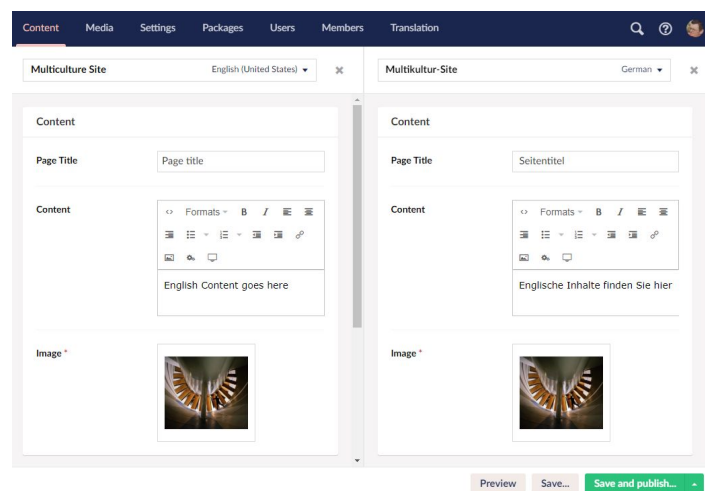 Content Media Settings Packages Users Members Translation
Multiculture Site English (United States)
Multikultur-Site German
Content
Page Title Page title
Content Formats B I
English Content goes here
Image *
Content
Page Title Seitentitel
Content Formats B I
Englische Inhalte finden Sie hier
Image *
Preview Save... Save and publish...